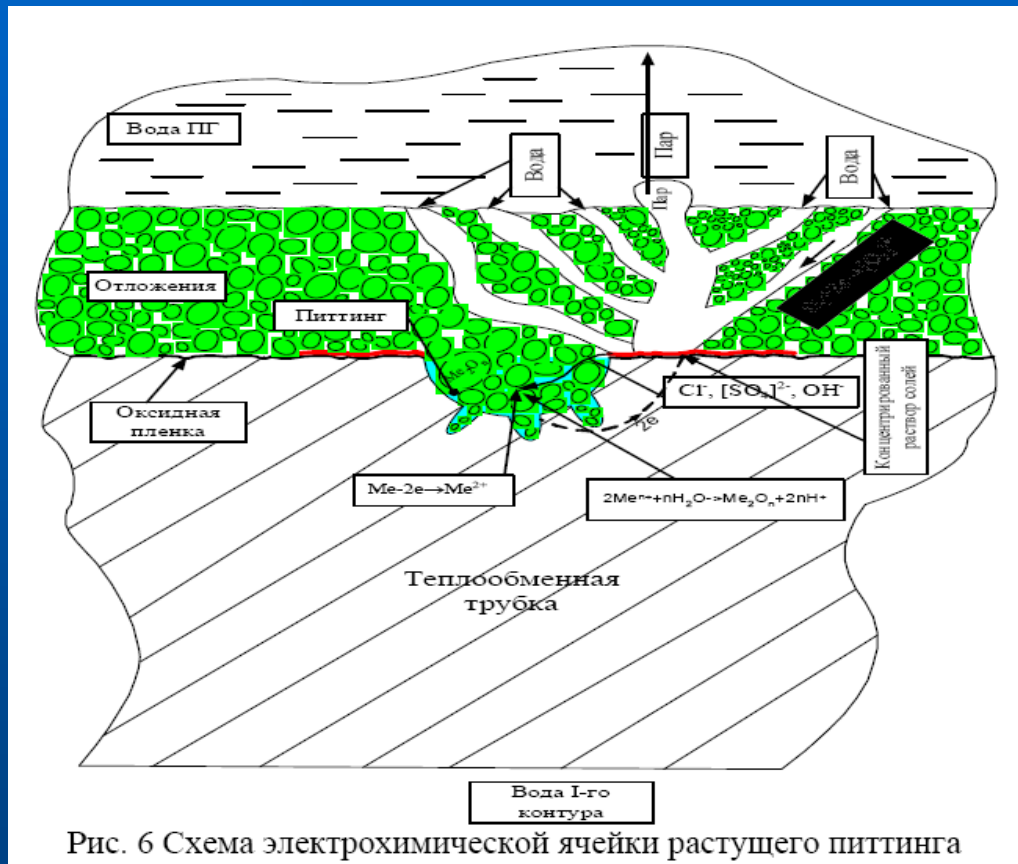 Вода ПГ
Вода
Пар
Пар
Вода
Отложения
Питтинг
Оксидная
пленка
Cl⁻, [SO₄]²⁻, OH⁻
Концентрированный
раствор солей
2e
Me-2e→Me²⁺
2Meⁿ⁺+nH₂O->Me₂Oₙ+2nH⁺
Теплообменная
трубка
Вода I-го
контура
Рис. 6 Схема электрохимической ячейки растущего питтинга